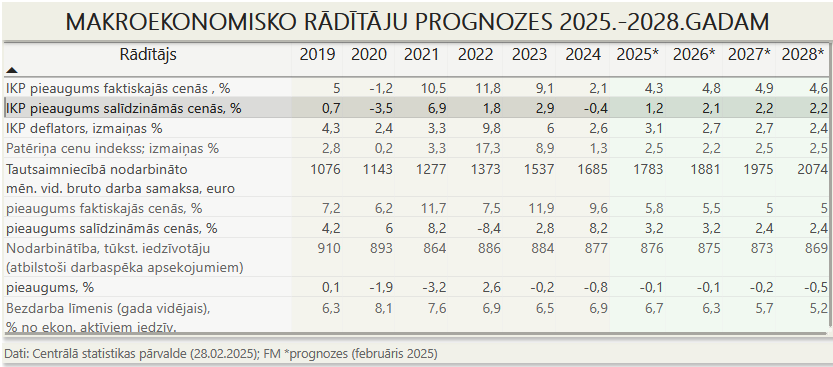 MAKROEKONOMISKO RĀDĪTĀJU PROGNOZES 2025.-2028.GADAM
Rādītājs 2019 2020 2021 2022 2023 2024 2025* 2026* 2027* 2028*
IKP pieaugums faktiskajās cenās , % 5 -1,2 10,5 11,8 9,1 2,1 4,3 4,8 4,9 4,6
IKP pieaugums salīdzināmās cenās, % 0,7 -3,5 6,9 1,8 2,9 -0,4 1,2 2,1 2,2 2,2
IKP deflators, izmaiņas % 4,3 2,4 3,3 9,8 6 2,6 3,1 2,7 2,7 2,4
Patēriņa cenu indekss; izmaiņas % 2,8 0,2 3,3 17,3 8,9 1,3 2,5 2,2 2,5 2,5
Tautsaimniecībā nodarbināto 1076 1143 1277 1373 1537 1685 1783 1881 1975 2074
mēn. vid. bruto darba samaksa, euro
pieaugums faktiskajās cenās, % 7,2 6,2 11,7 7,5 11,9 9,6 5,8 5,5 5 5
pieaugums salīdzināmās cenās, % 4,2 6 8,2 -8,4 2,8 8,2 3,2 3,2 2,4 2,4
Nodarbinātība, tūkst. iedzīvotāju 910 893 864 886 884 877 876 875 873 869
(atbilstoši darbaspēka apsekojumiem)
pieaugums, % 0,1 -1,9 -3,2 2,6 -0,2 -0,8 -0,1 -0,1 -0,2 -0,5
Bezdarba līmenis (gada vidējais), 6,3 8,1 7,6 6,9 6,5 6,9 6,7 6,3 5,7 5,2
% no ekon. aktīviem iedzīv.
Dati: Centrālā statistikas pārvalde (28.02.2025); FM *prognozes (februāris 2025)